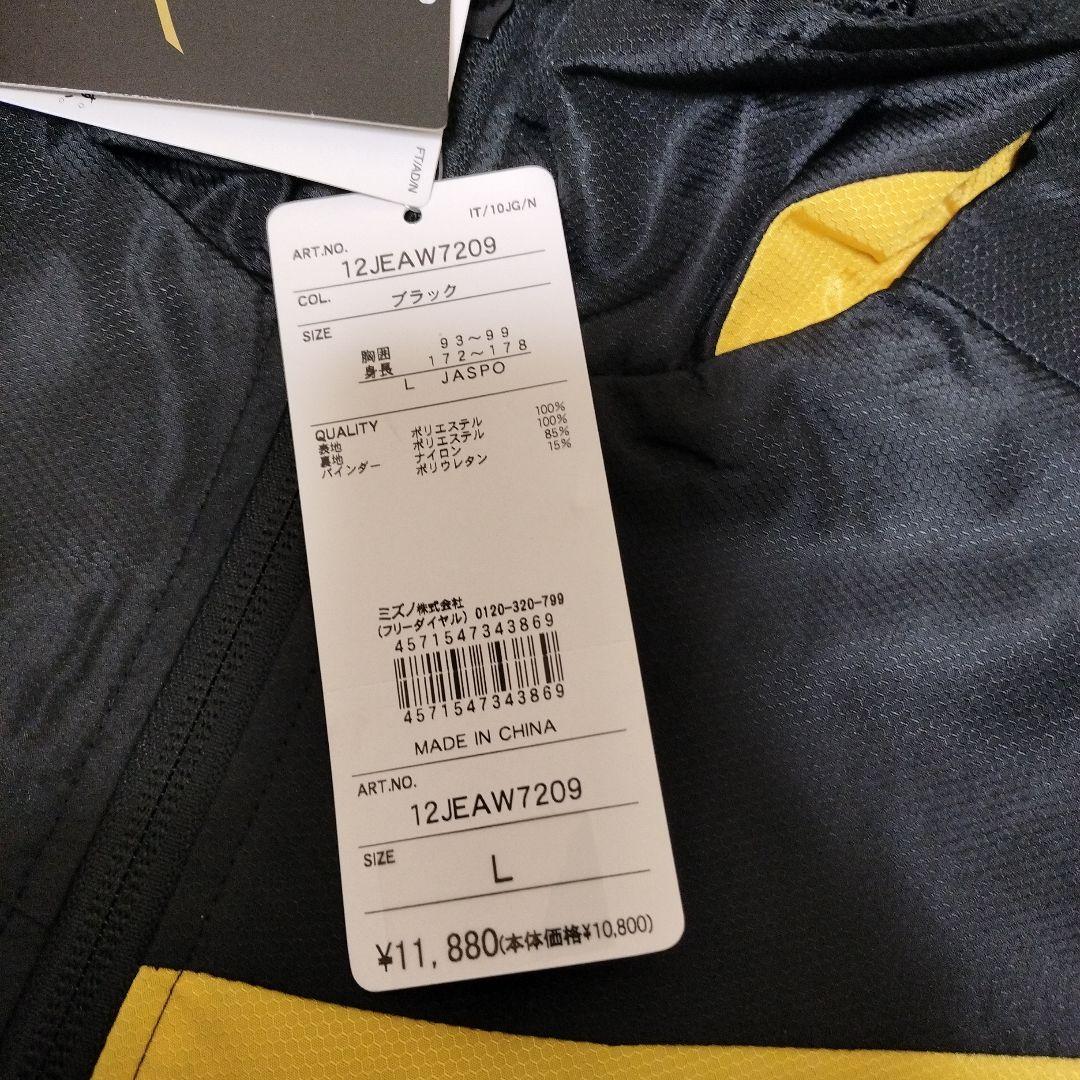 FT/AD/N
IT/10JG/N
ART.NO. 12JEAW7209
COL. ブラック
SIZE
胸囲 93～99
身長 172～178
L JASPO
QUALITY
表地 ポリエステル 100%
裏地 ポリエステル 100%
バインダー ナイロン 85%
ポリウレタン 15%
ミズノ株式会社
(フリーダイヤル) 0120-320-799
4571547343869
4571547343869
MADE IN CHINA
ART.NO. 12JEAW7209
SIZE L
¥11,880(本体価格¥10,800)